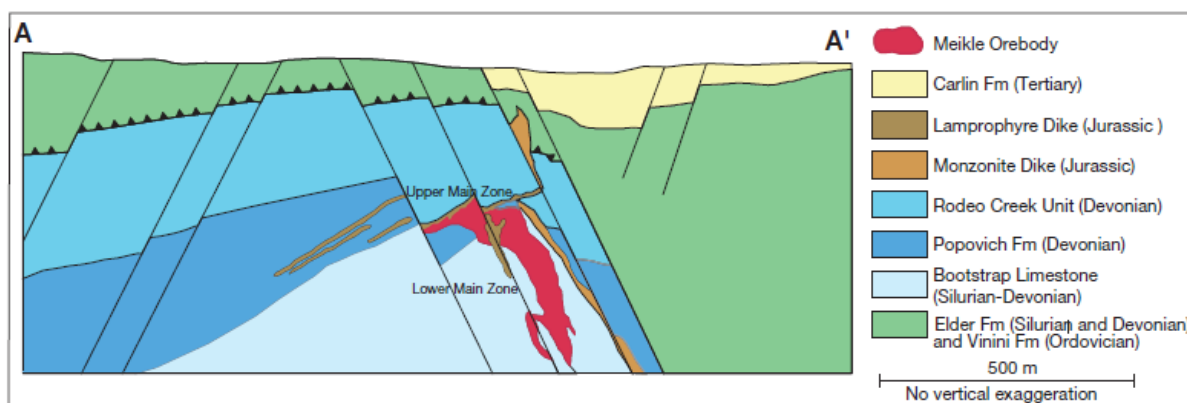 A
A'
Upper Main Zone
Lower Main Zone
Meikle Orebody
Carlin Fm (Tertiary)
Lamprophyre Dike (Jurassic )
Monzonite Dike (Jurassic)
Rodeo Creek Unit (Devonian)
Popovich Fm (Devonian)
Bootstrap Limestone
(Silurian-Devonian)
Elder Fm (Silurian and Devonian)
and Vinini Fm (Ordovician)
500 m
No vertical exaggeration